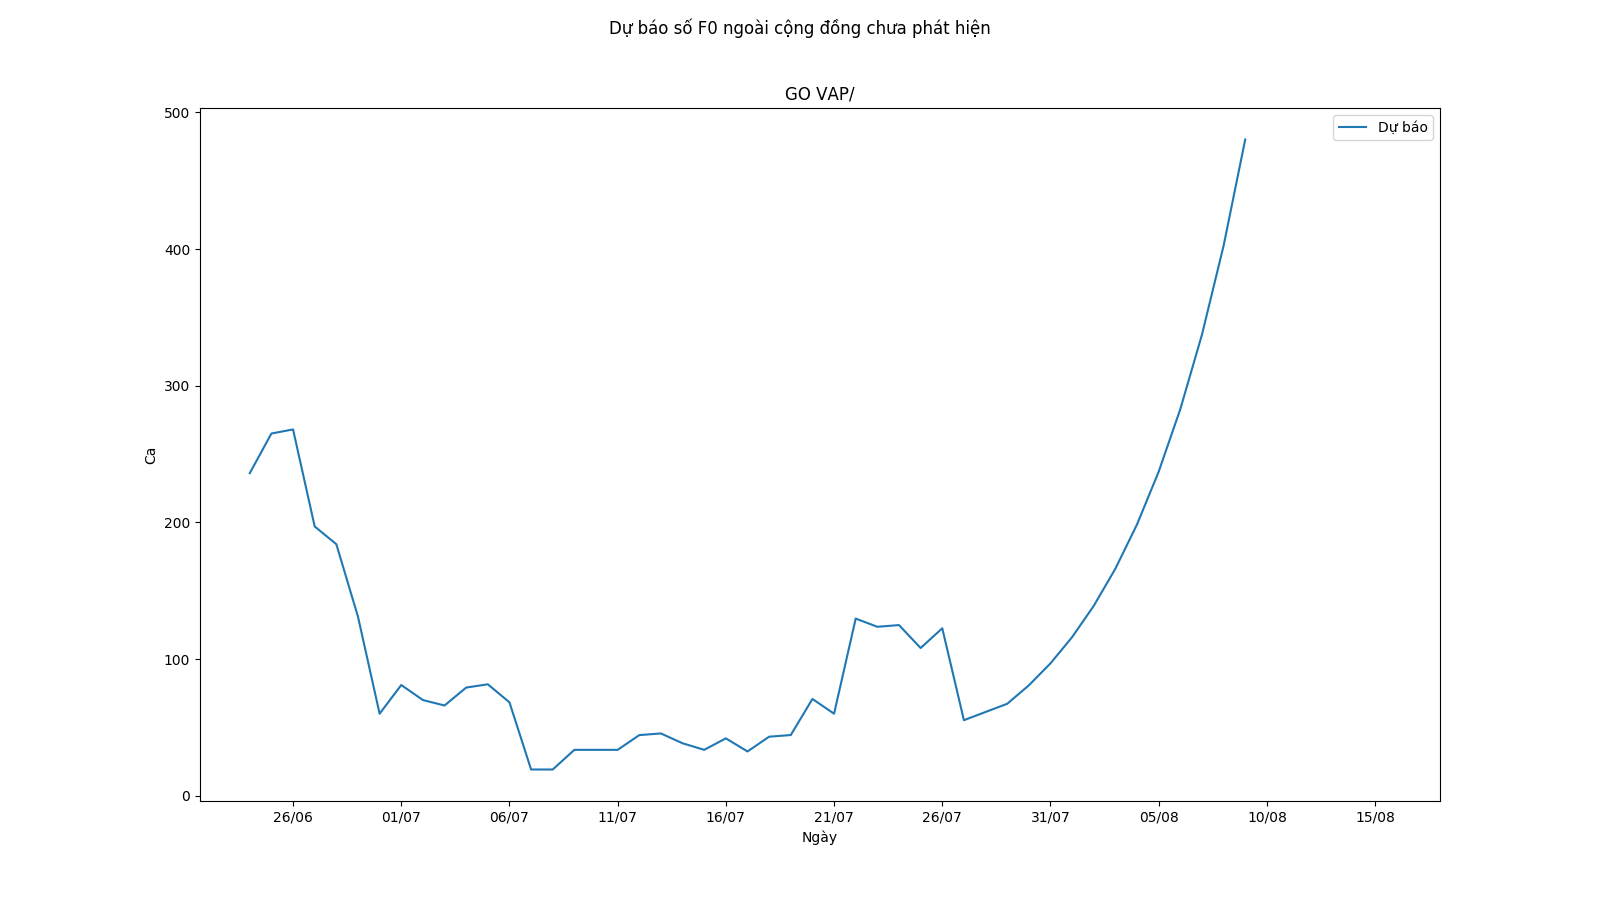 Dự báo số F0 ngoài cộng đồng chưa phát hiện
GO VAP/
Dự báo
500
400
300
200
100
0
Ca
26/06 01/07 06/07 11/07 16/07 21/07 26/07 31/07 05/08 10/08 15/08
Ngày